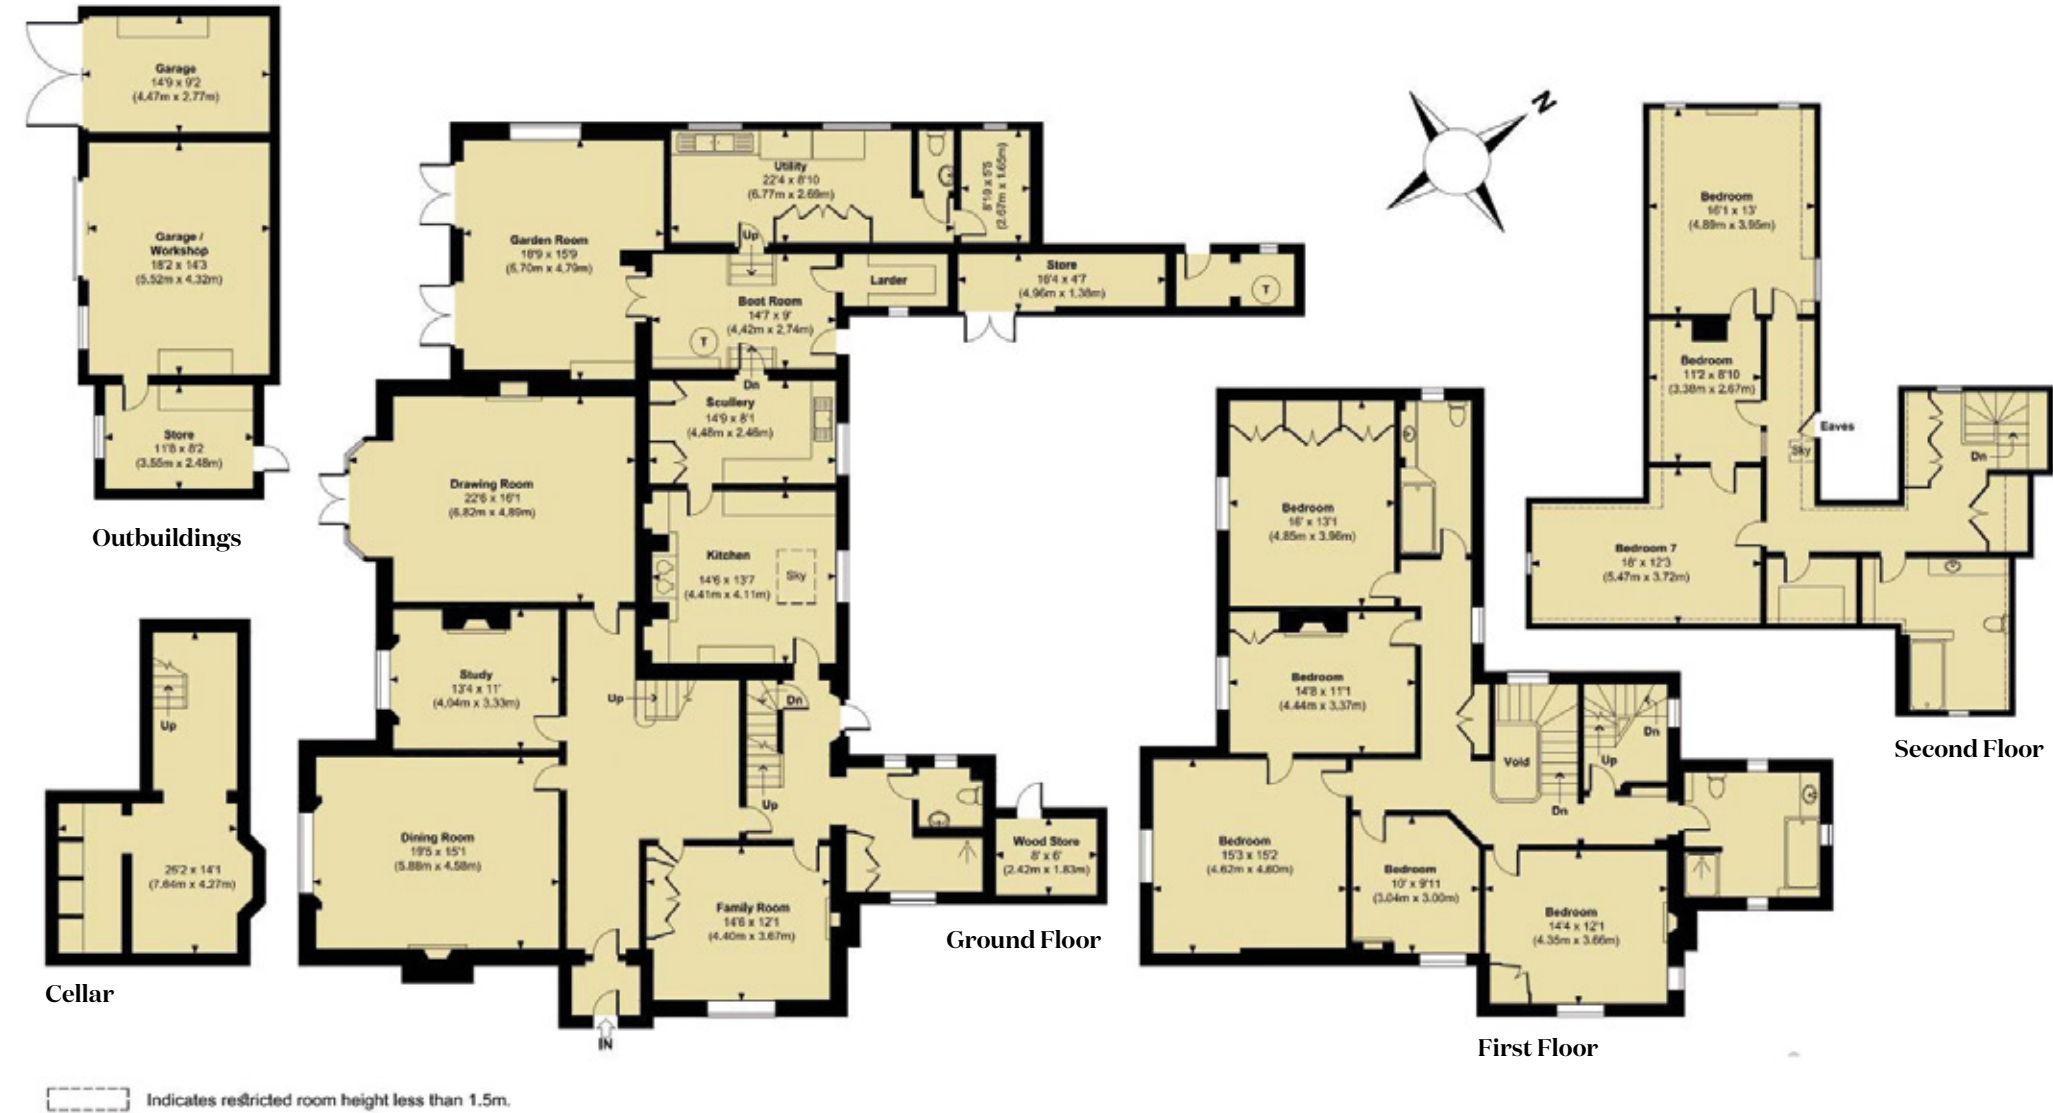 Garage
14'9 x 9'2
(4.47m x 2.77m)
Garage /
Workshop
18'2 x 14'3
(5.52m x 4.32m)
Store
11'8 x 8'2
(3.55m x 2.48m)
Outbuildings
Up
25'2 x 14'1
(7.64m x 4.27m)
Cellar
Garden Room
18'9 x 15'9
(5.70m x 4.79m)
Utility
22'4 x 8'10
(6.77m x 2.69m)
Up
8'10 x 5'5
(2.67m x 1.65m)
Boot Room
14'7 x 9'
(4.42m x 2.74m)
T
Dn
Larder
Store
16'4 x 4'7
(4.96m x 1.38m)
T
Scullery
14'9 x 8'1
(4.48m x 2.46m)
Drawing Room
22'6 x 16'1
(6.82m x 4.89m)
Kitchen
14'6 x 13'7
(4.41m x 4.11m)
Sky
Study
13'4 x 11'
(4.04m x 3.33m)
Up
Dn
Up
Dining Room
19'5 x 15'1
(5.88m x 4.58m)
Family Room
14'6 x 12'1
(4.40m x 3.67m)
Wood Store
8' x 6'
(2.42m x 1.83m)
IN
Ground Floor
N
Bedroom
16' x 13'1
(4.85m x 3.96m)
Bedroom
14'8 x 11'1
(4.44m x 3.37m)
Void
Dn
Up
Dn
Bedroom
15'3 x 15'2
(4.62m x 4.60m)
Bedroom
10' x 9'11
(3.04m x 3.00m)
Bedroom
14'4 x 12'1
(4.35m x 3.66m)
First Floor
Bedroom
16'1 x 13'
(4.89m x 3.95m)
Bedroom
11'2 x 8'10
(3.38m x 2.67m)
Eaves
Sky
Dn
Bedroom 7
18' x 12'3
(5.47m x 3.72m)
Second Floor
Indicates restricted room height less than 1.5m.